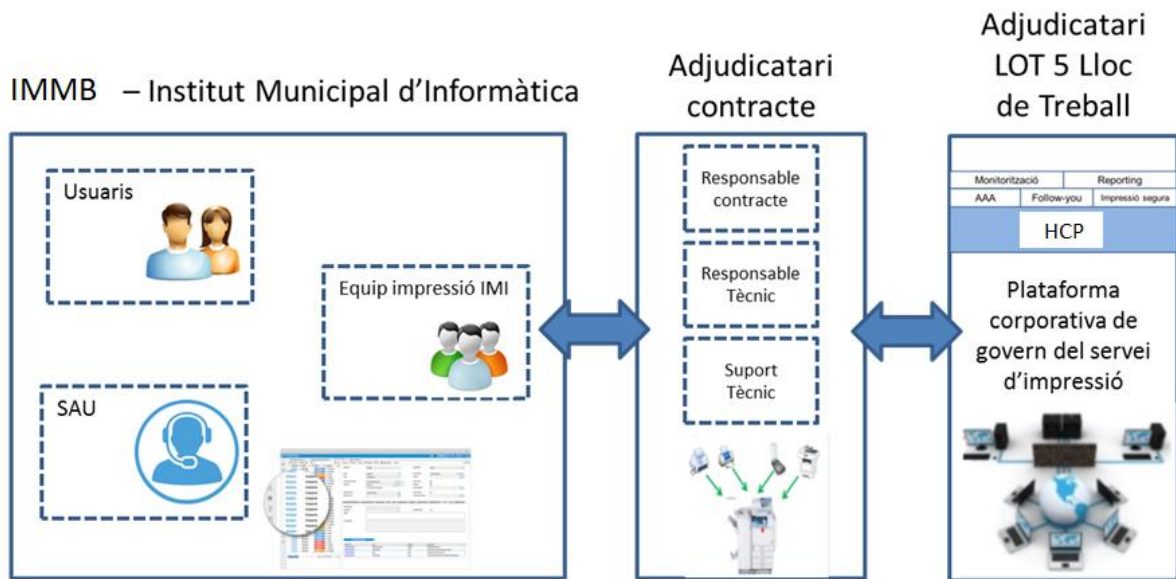 IMMB – Institut Municipal d'Informàtica
Usuaris
Equip impressió IMI
SAU
Adjudicatari
contracte
Responsable
contracte
Responsable
Tècnic
Suport
Tècnic
Adjudicatari
LOT 5 Lloc
de Treball
Monitorització Reporting
AAA Follow-you Impressió segura
HCP
Plataforma
corporativa de
govern del servei
d'impressió